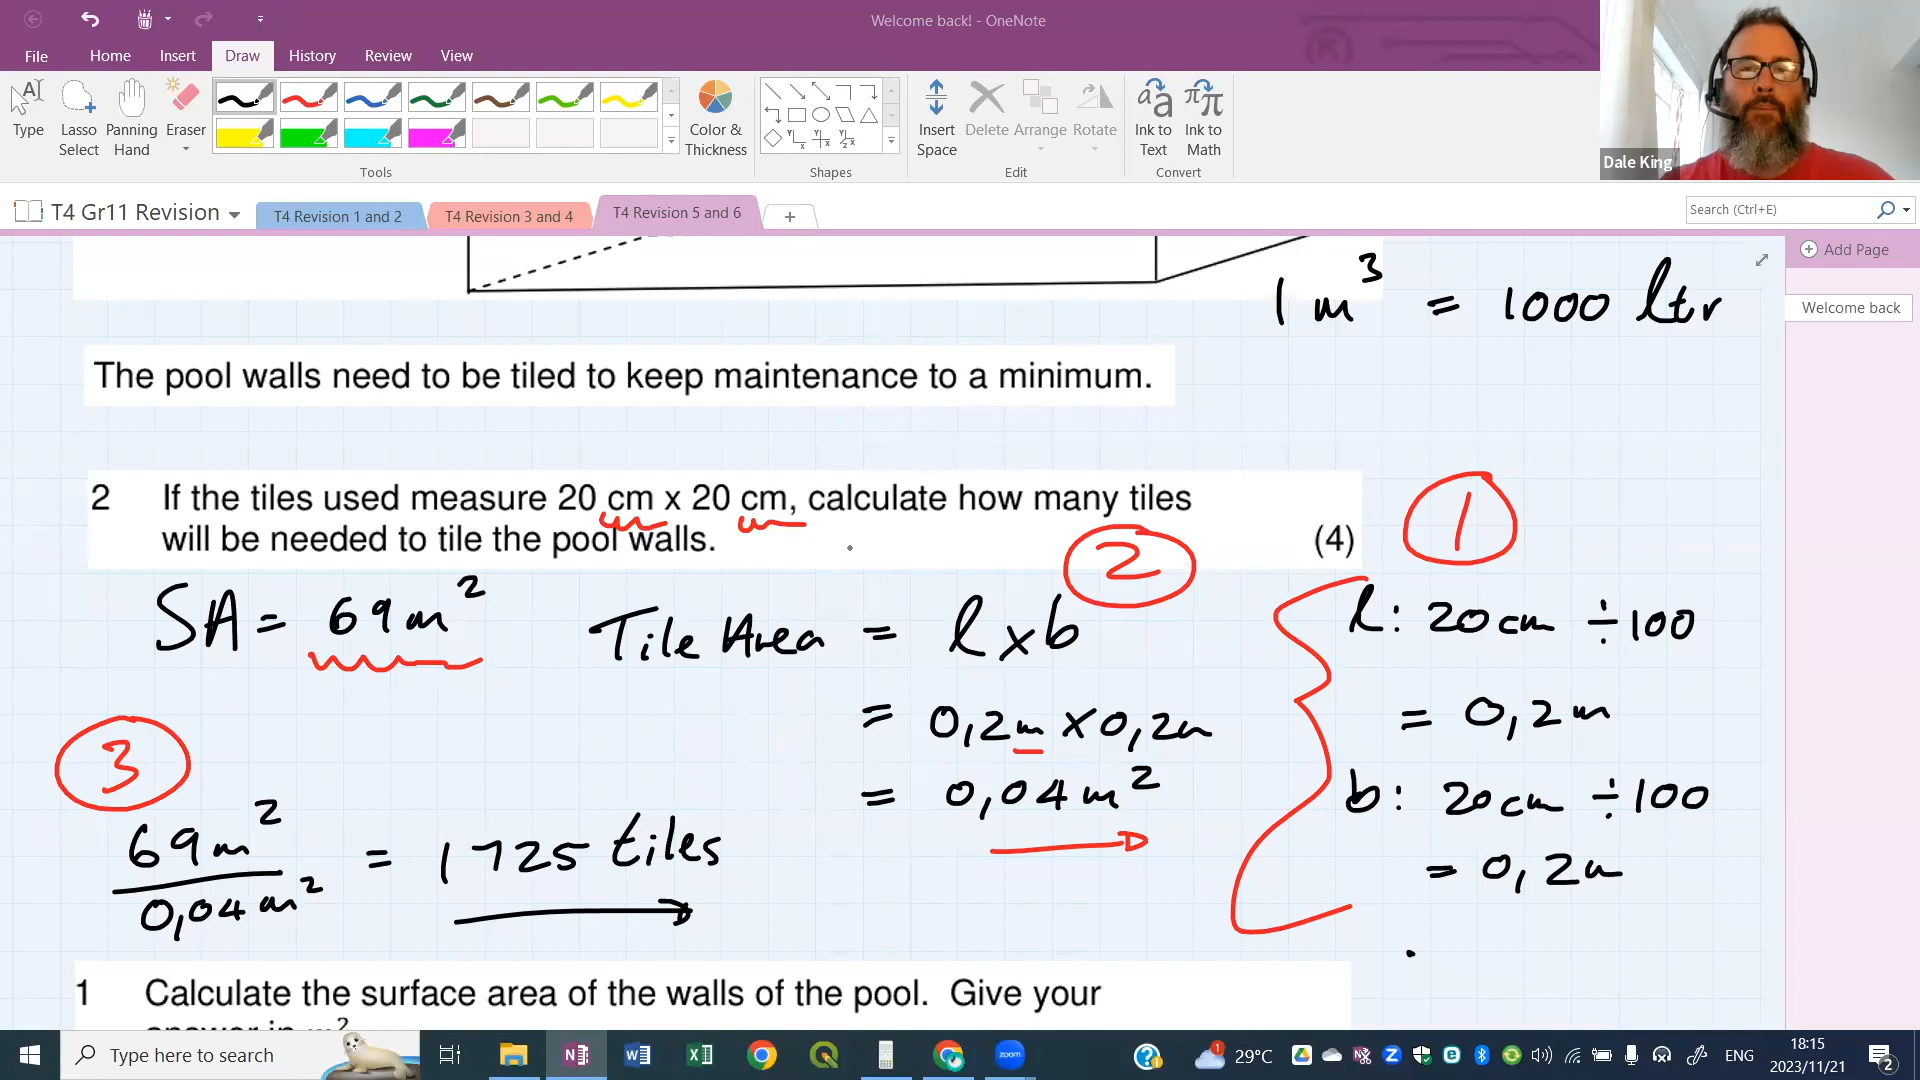 Welcome back! - OneNote
File
Home
Insert
Draw
History
Review
View
Type
Lasso Select
Panning Hand
Eraser
Color & Thickness
Insert Space
Delete
Arrange
Rotate
Ink to Text
Ink to Math
Tools
Shapes
Edit
Convert
Dale King
T4 Gr11 Revision
T4 Revision 1 and 2
T4 Revision 3 and 4
T4 Revision 5 and 6
Search (Ctrl+E)
Add Page
Welcome back
1 m³ = 1000 ltr
The pool walls need to be tiled to keep maintenance to a minimum.
2 If the tiles used measure 20 cm x 20 cm, calculate how many tiles
will be needed to tile the pool walls. (4)
SA = 69m²
2
Tile Area = l x b
= 0,2m x 0,2m
= 0,04m²
1
l: 20cm ÷ 100
= 0,2m
b: 20cm ÷ 100
= 0,2m
3
69m²
0,04m²
= 1725 tiles
1 Calculate the surface area of the walls of the pool. Give your
answer in m²
Type here to search
zoom
29°C
ENG
18:15
2023/11/21
2